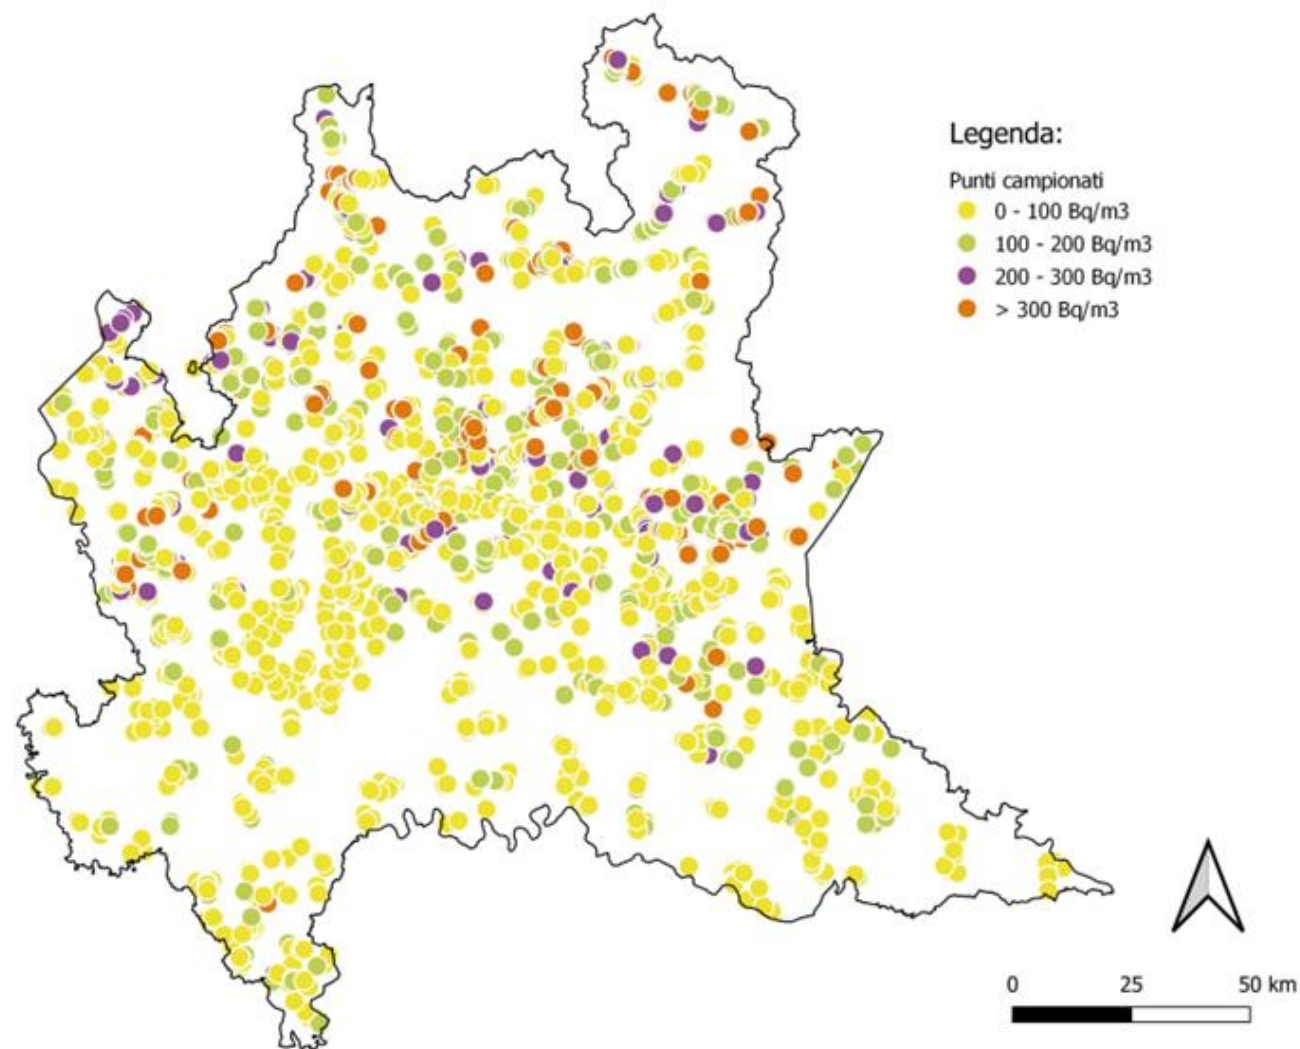 Legenda:
Punti campionati
0 - 100 Bq/m3
100 - 200 Bq/m3
200 - 300 Bq/m3
> 300 Bq/m3
0 25 50 km